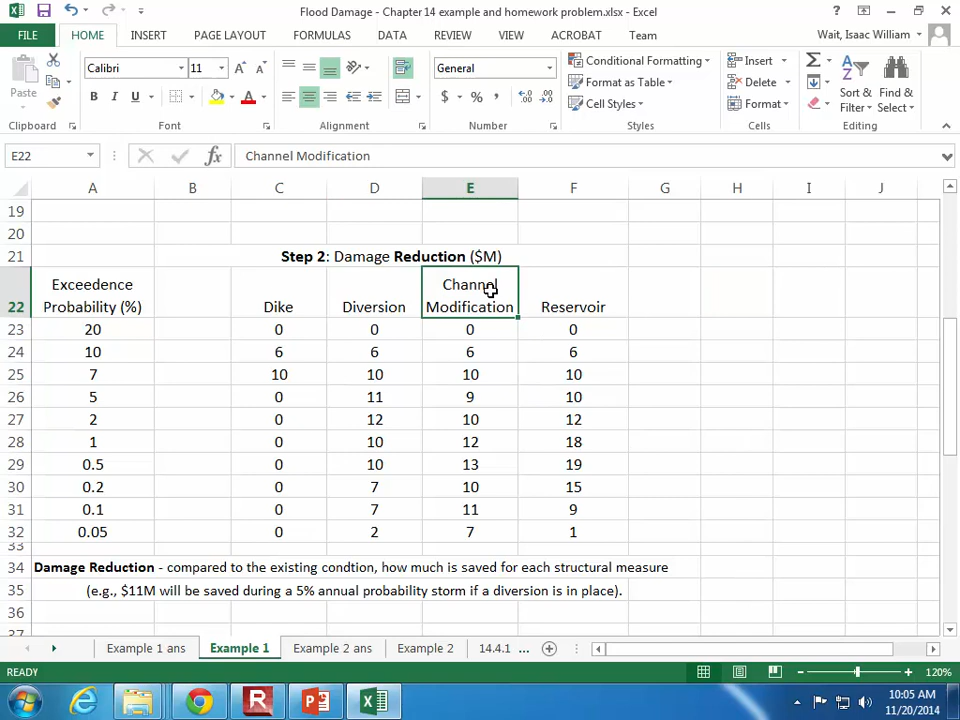 Flood Damage - Chapter 14 example and homework problem.xlsx - Excel
FILE HOME INSERT PAGE LAYOUT FORMULAS DATA REVIEW VIEW ACROBAT Team Wait, Isaac William
Paste
Calibri 11
B I U
General
$ % ,
Conditional Formatting
Format as Table
Cell Styles
Insert
Delete
Format
Sort & Filter
Find & Select
Clipboard Font Alignment Number Styles Cells Editing
E22 fx Channel Modification
A B C D E F G H I J
19
20
21 Step 2: Damage Reduction ($M)
22 Exceedence Probability (%) Dike Diversion Channel Modification Reservoir
23 20 0 0 0 0
24 10 6 6 6 6
25 7 10 10 10 10
26 5 0 11 9 10
27 2 0 12 10 12
28 1 0 10 12 18
29 0.5 0 10 13 19
30 0.2 0 7 10 15
31 0.1 0 7 11 9
32 0.05 0 2 7 1
33
34 Damage Reduction - compared to the existing condtion, how much is saved for each structural measure
35 (e.g., $11M will be saved during a 5% annual probability storm if a diversion is in place).
36
37
Example 1 ans Example 1 Example 2 ans Example 2 14.4.1 ...
READY 120%
10:05 AM
11/20/2014